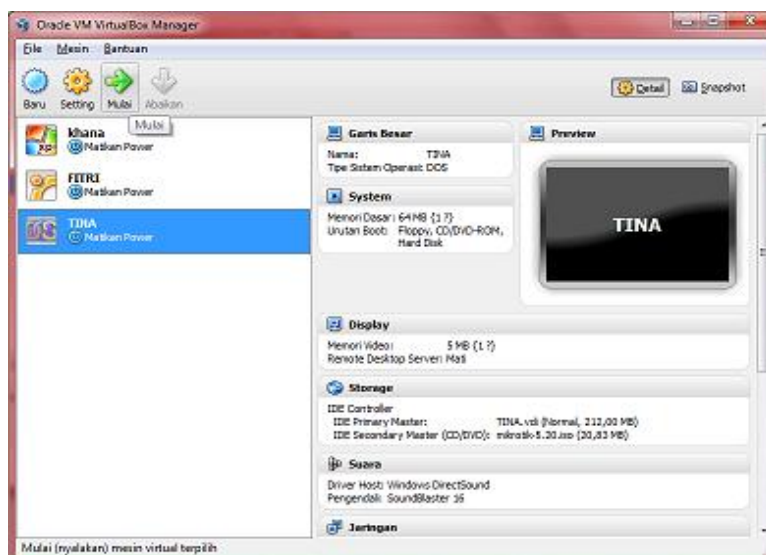 Oracle VM VirtualBox Manager
File Mesin Bantuan
Baru Setting Mulai Abaikan
Detail Snapshot
Mulai
khana
Matikan Power
FITRI
Matikan Power
TINA
Matikan Power
Garis Besar
Nama: TINA
Tipe Sistem Operasi: DOS
System
Memori Dasar: 64 MB {1 ?}
Urutan Boot: Floppy, CD/DVD-ROM,
Hard Disk
Preview
TINA
Display
Memori Video: 5 MB {1 ?}
Remote Desktop Server: Mati
Storage
IDE Controller
IDE Primary Master: TINA.vdi (Normal, 212,00 MB)
IDE Secondary Master (CD/DVD): mikrotik-5.20.iso (20,83 MB)
Suara
Driver Host: Windows DirectSound
Pengendali: SoundBlaster 16
Jaringan
Mulai (nyalakan) mesin virtual terpilih